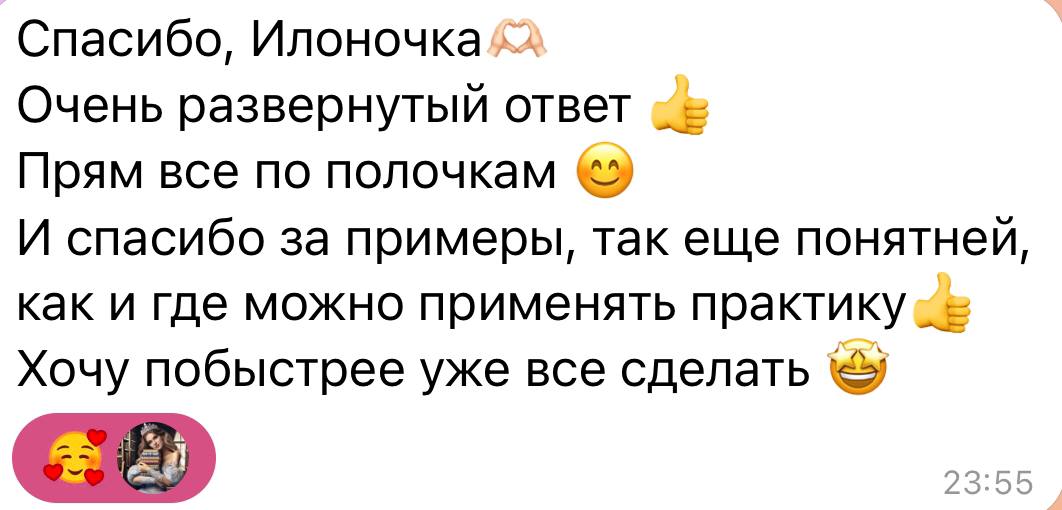 Спасибо, Илоночка🫶🏻
Очень развернутый ответ 👍
Прям все по полочкам 😊
И спасибо за примеры, так еще понятней,
как и где можно применять практику👍
Хочу побыстрее уже все сделать 🤩
🥰
23:55